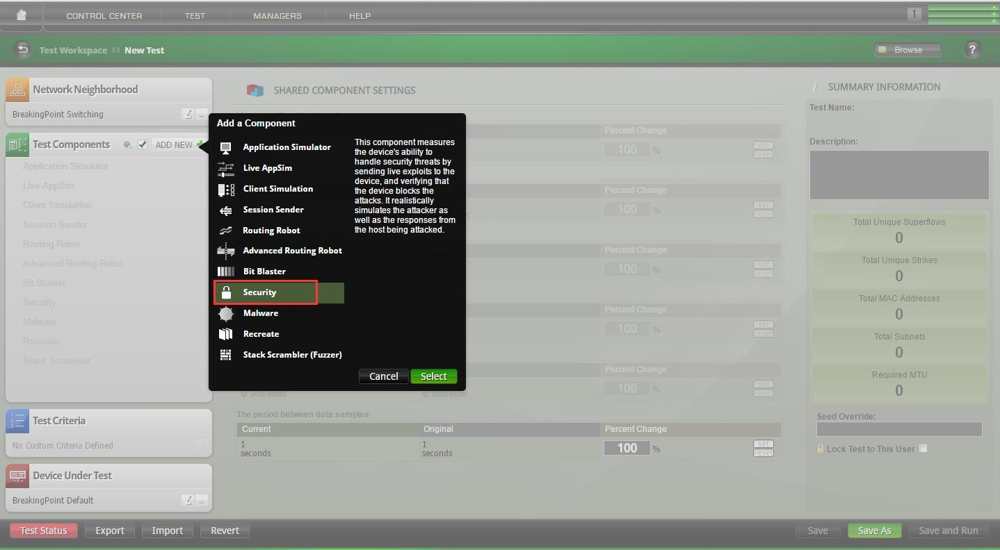 CONTROL CENTER TEST MANAGERS HELP 1
Test Workspace >> New Test Browse ?
Network Neighborhood
BreakingPoint Switching ...
Test Components ADD NEW
Application Simulator
Live AppSim
Client Simulation
Session Sender
Routing Robot
Advanced Routing Robot
Bit Blaster
Security
Malware
Recreate
Stack Scrambler
Test Criteria
No Custom Criteria Defined
Device Under Test
BreakingPoint Default ...
Add a Component
Application Simulator
Live AppSim
Client Simulation
Session Sender
Routing Robot
Advanced Routing Robot
Bit Blaster
Security
Malware
Recreate
Stack Scrambler (Fuzzer)
This component measures
the device's ability to
handle security threats by
sending live exploits to the
device, and verifying that
the device blocks the
attacks. It realistically
simulates the attacker as
well as the responses from
the host being attacked.
Cancel Select
SHARED COMPONENT SETTINGS
Percent Change
100 % set
reset
Percent Change
100 % set
reset
Percent Change
100 % set
reset
Percent Change
100 % set
reset
Percent Change
100 % set
reset
ip addresses ip addresses
The period between data samples
Current Original Percent Change
1 1 100 % set
seconds seconds reset
SUMMARY INFORMATION
Test Name:
Description:
Total Unique Superflows
0
Total Unique Strikes
0
Total MAC Addresses
0
Total Subnets
0
Required MTU
0
Seed Override:
Lock Test to This User
Test Status Export Import Revert Save Save As Save and Run